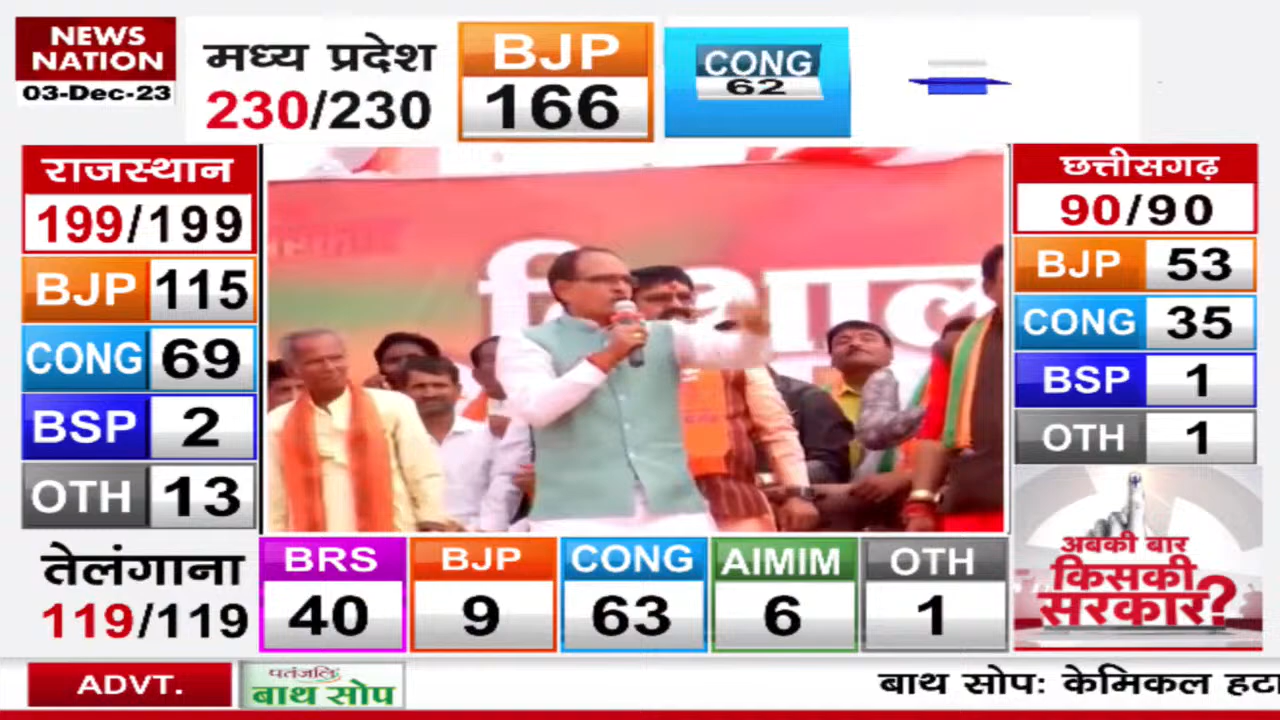 NEWS
NATION
03-Dec-23
मध्य प्रदेश
230/230
BJP
166
CONG
62
राजस्थान
199/199
BJP 115
CONG 69
BSP 2
OTH 13
छत्तीसगढ़
90/90
BJP 53
CONG 35
BSP 1
OTH 1
तेलंगाना
119/119
BRS BJP CONG AIMIM OTH
40 9 63 6 1
अबकी बार
किसकी
सरकार?
ADVT.
पतंजलि
बाथ सोप
बाथ सोपः केमिकल हटा